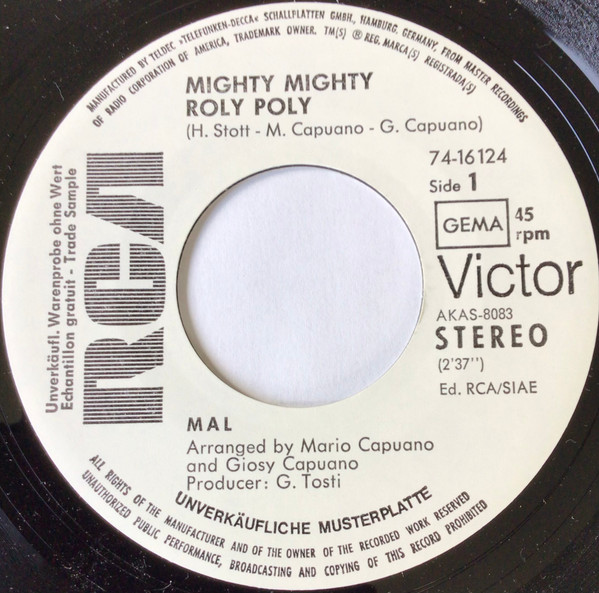 MANUFACTURED BY TELDEC »TELEFUNKEN-DECCA« SCHALLPLATTEN GMBH., HAMBURG, GERMANY, FROM MASTER RECORDINGS
OF RADIO CORPORATION OF AMERICA, TRADEMARK OWNER. TM(S) ® REG. MARCA(S) REGISTRADA(S)
MIGHTY MIGHTY
ROLY POLY
(H. Stott - M. Capuano - G. Capuano)
74-16124
Side 1
GEMA
45
rpm
Victor
AKAS-8083
STEREO
(2'37'')
Ed. RCA/SIAE
Unverkäufl. Warenprobe ohne Wert
Echantillon gratuit - Trade Sample
RCA
MAL
Arranged by Mario Capuano
and Giosy Capuano
Producer: G. Tosti
UNVERKÄUFLICHE MUSTERPLATTE
ALL RIGHTS OF THE MANUFACTURER AND OF THE OWNER OF THE RECORDED WORK RESERVED
UNAUTHORIZED PUBLIC PERFORMANCE, BROADCASTING AND COPYING OF THIS RECORD PROHIBITED